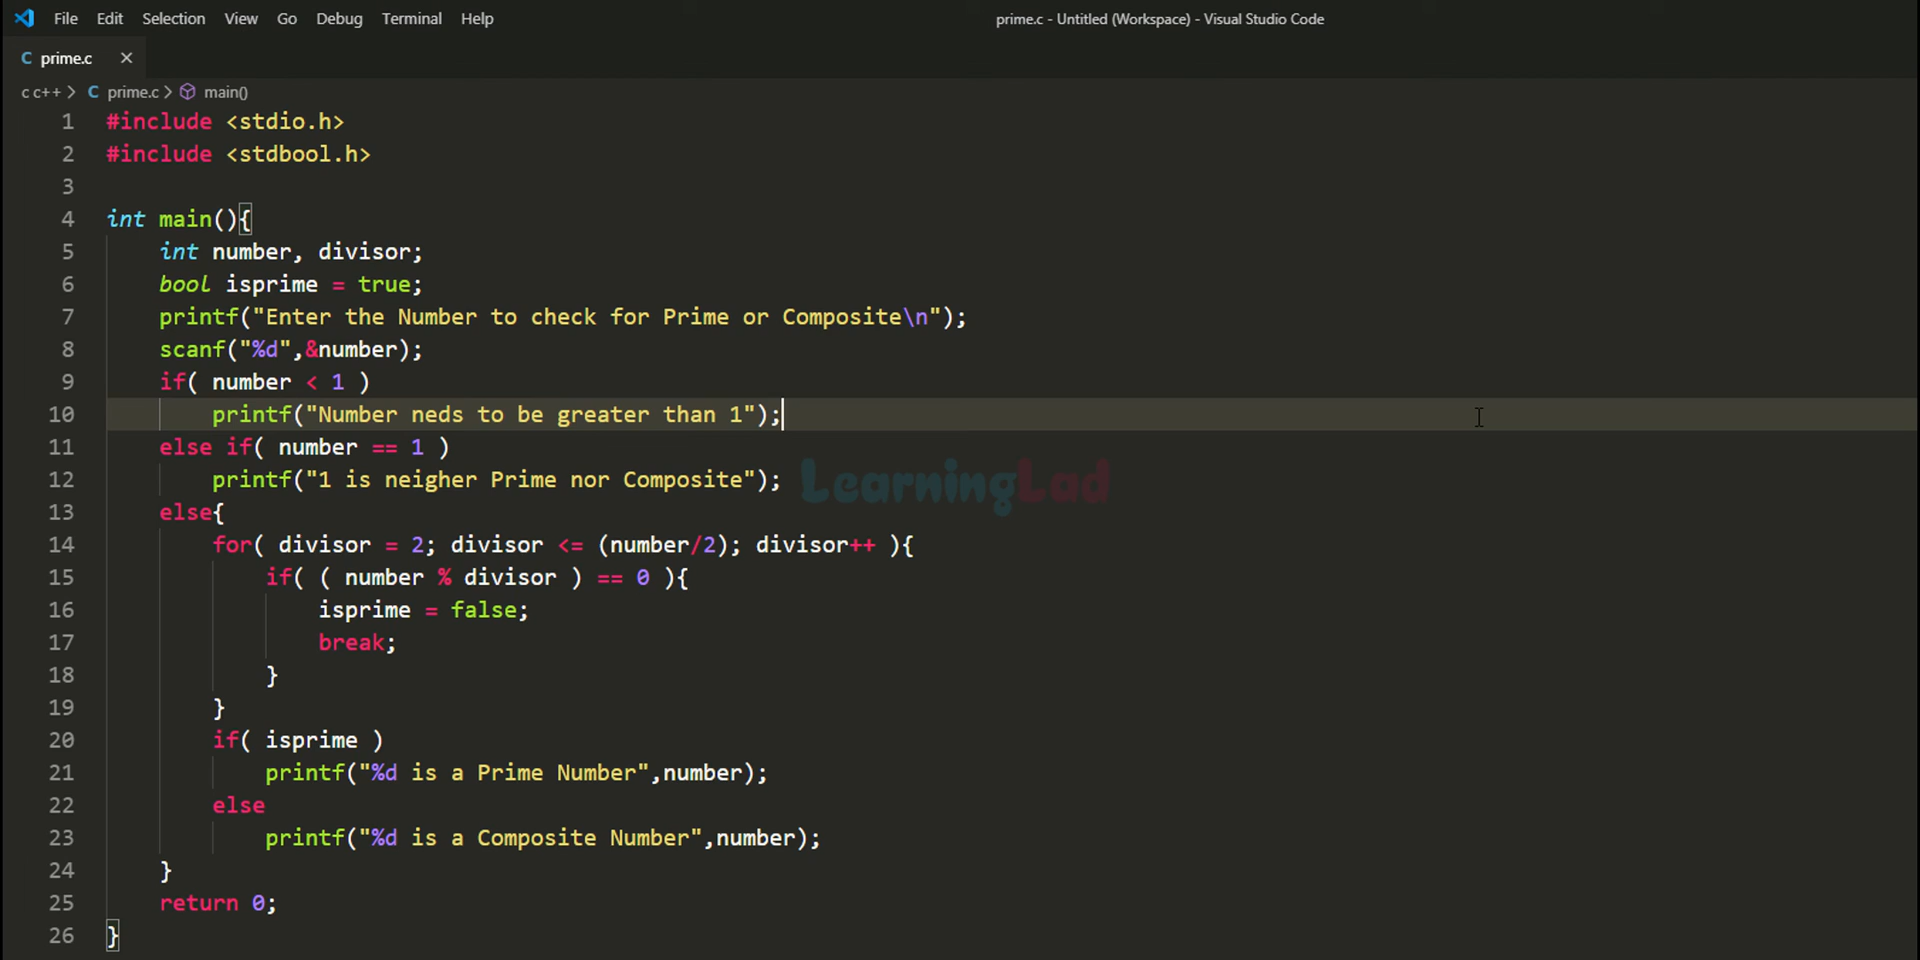 File Edit Selection View Go Debug Terminal Help
prime.c - Untitled (Workspace) - Visual Studio Code
C prime.c ×
c c++ > C prime.c > main()
1 #include <stdio.h>
2 #include <stdbool.h>
3
4 int main(){
5     int number, divisor;
6     bool isprime = true;
7     printf("Enter the Number to check for Prime or Composite\n");
8     scanf("%d",&number);
9     if( number < 1 )
10         printf("Number neds to be greater than 1");
11     else if( number == 1 )
12         printf("1 is neigher Prime nor Composite");
LearningLad
13     else{
14         for( divisor = 2; divisor <= (number/2); divisor++ ){
15             if( ( number % divisor ) == 0 ){
16                 isprime = false;
17                 break;
18             }
19         }
20         if( isprime )
21             printf("%d is a Prime Number",number);
22         else
23             printf("%d is a Composite Number",number);
24     }
25     return 0;
26 }